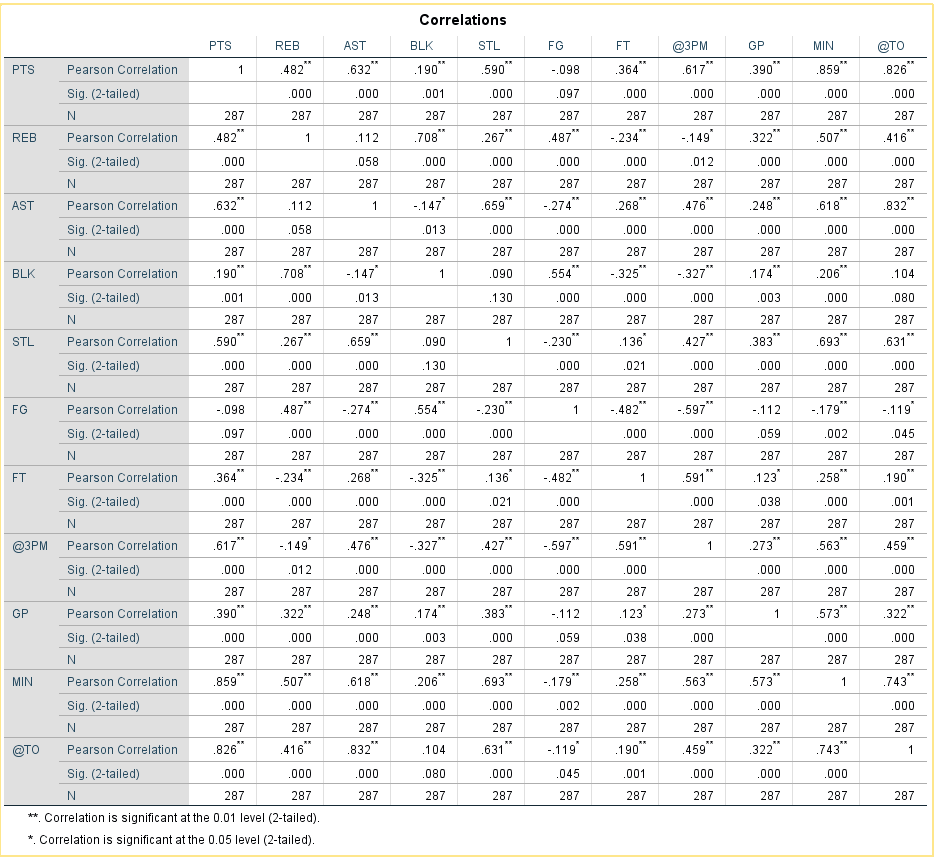 Correlations
PTS REB AST BLK STL FG FT @3PM GP MIN @TO
PTS Pearson Correlation 1 .482** .632** .190** .590** -.098 .364** .617** .390** .859** .826**
Sig. (2-tailed) .000 .000 .001 .000 .097 .000 .000 .000 .000 .000
N 287 287 287 287 287 287 287 287 287 287 287
REB Pearson Correlation .482** 1 .112 .708** .267** .487** -.234** -.149* .322** .507** .416**
Sig. (2-tailed) .000 .058 .000 .000 .000 .000 .012 .000 .000 .000
N 287 287 287 287 287 287 287 287 287 287 287
AST Pearson Correlation .632** .112 1 -.147* .659** -.274** .268** .476** .248** .618** .832**
Sig. (2-tailed) .000 .058 .013 .000 .000 .000 .000 .000 .000 .000
N 287 287 287 287 287 287 287 287 287 287 287
BLK Pearson Correlation .190** .708** -.147* 1 .090 .554** -.325** -.327** .174** .206** .104
Sig. (2-tailed) .001 .000 .013 .130 .000 .000 .000 .003 .000 .080
N 287 287 287 287 287 287 287 287 287 287 287
STL Pearson Correlation .590** .267** .659** .090 1 -.230** .136* .427** .383** .693** .631**
Sig. (2-tailed) .000 .000 .000 .130 .000 .021 .000 .000 .000 .000
N 287 287 287 287 287 287 287 287 287 287 287
FG Pearson Correlation -.098 .487** -.274** .554** -.230** 1 -.482** -.597** -.112 -.179** -.119*
Sig. (2-tailed) .097 .000 .000 .000 .000 .000 .000 .059 .002 .045
N 287 287 287 287 287 287 287 287 287 287 287
FT Pearson Correlation .364** -.234** .268** -.325** .136* -.482** 1 .591** .123* .258** .190**
Sig. (2-tailed) .000 .000 .000 .000 .021 .000 .000 .038 .000 .001
N 287 287 287 287 287 287 287 287 287 287 287
@3PM Pearson Correlation .617** -.149* .476** -.327** .427** -.597** .591** 1 .273** .563** .459**
Sig. (2-tailed) .000 .012 .000 .000 .000 .000 .000 .000 .000 .000
N 287 287 287 287 287 287 287 287 287 287 287
GP Pearson Correlation .390** .322** .248** .174** .383** -.112 .123* .273** 1 .573** .322**
Sig. (2-tailed) .000 .000 .000 .003 .000 .059 .038 .000 .000 .000
N 287 287 287 287 287 287 287 287 287 287 287
MIN Pearson Correlation .859** .507** .618** .206** .693** -.179** .258** .563** .573** 1 .743**
Sig. (2-tailed) .000 .000 .000 .000 .000 .002 .000 .000 .000 .000
N 287 287 287 287 287 287 287 287 287 287 287
@TO Pearson Correlation .826** .416** .832** .104 .631** -.119* .190** .459** .322** .743** 1
Sig. (2-tailed) .000 .000 .000 .080 .000 .045 .001 .000 .000 .000
N 287 287 287 287 287 287 287 287 287 287 287
**. Correlation is significant at the 0.01 level (2-tailed).
*. Correlation is significant at the 0.05 level (2-tailed).